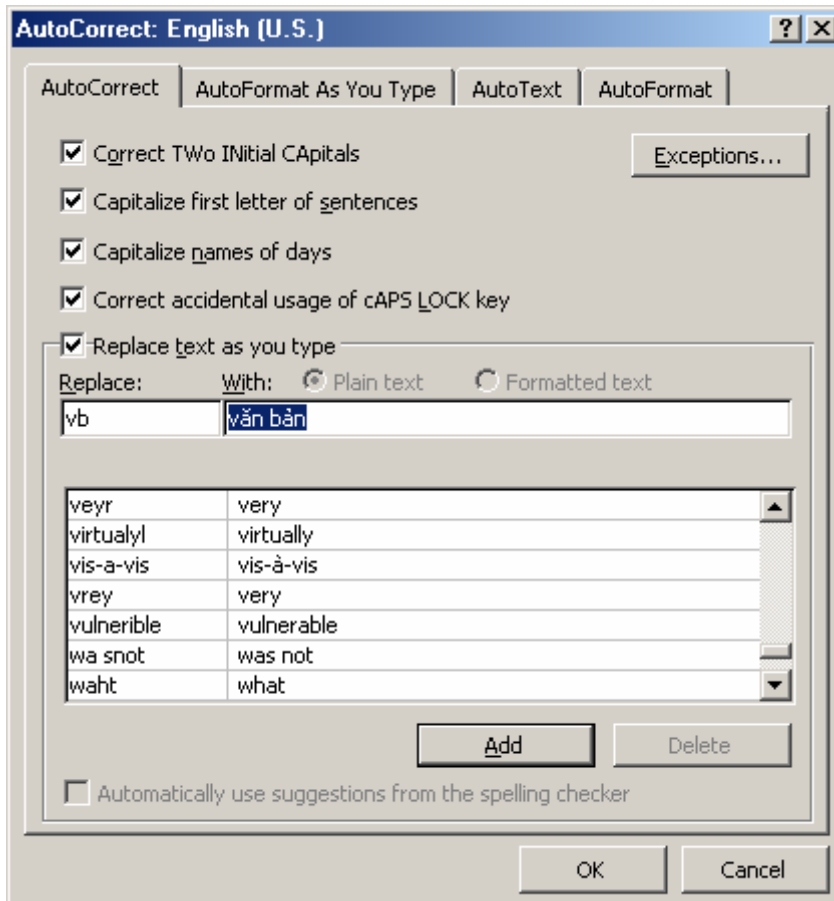 AutoCorrect: English (U.S.)
AutoCorrect AutoFormat As You Type AutoText AutoFormat
Correct TWo INitial CApitals Exceptions...
Capitalize first letter of sentences
Capitalize names of days
Correct accidental usage of cAPS LOCK key
Replace text as you type
Replace: With: Plain text Formatted text
vb văn bản
veyr very
virtualyl virtually
vis-a-vis vis-à-vis
vrey very
vulnerible vulnerable
wa snot was not
waht what
Add Delete
Automatically use suggestions from the spelling checker
OK Cancel